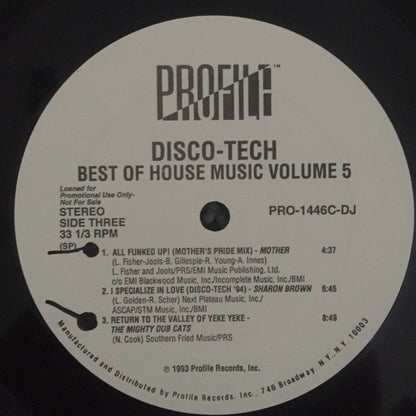 PROFILE™
DISCO-TECH
BEST OF HOUSE MUSIC VOLUME 5
Loaned for
Promotional Use Only-
Not For Sale
STEREO
SIDE THREE
33 1/3 RPM
(SP)
PRO-1446C-DJ
1. ALL FUNKED UP! (MOTHER'S PRIDE MIX) - MOTHER 4:37
(L. Fisher-Jools-B. Gillespie-R. Young-A. Innes)
L. Fisher and Jools/PRS/EMI Music Publishing, Ltd.
c/o EMI Blackwood Music, Inc./Incomplete Music, Inc./BMI
2. I SPECIALIZE IN LOVE (DISCO-TECH '94) - SHARON BROWN 6:45
(L. Golden-R. Scher) Next Plateau Music, Inc./
ASCAP/STM Music, Inc./BMI
3. RETURN TO THE VALLEY OF YEKE YEKE - 8:49
THE MIGHTY DUB CATS
(N. Cook) Southern Fried Music/PRS
℗ 1993 Profile Records, Inc.
Manufactured and Distributed by Profile Records, Inc., 740 Broadway, N.Y., N.Y. 10003